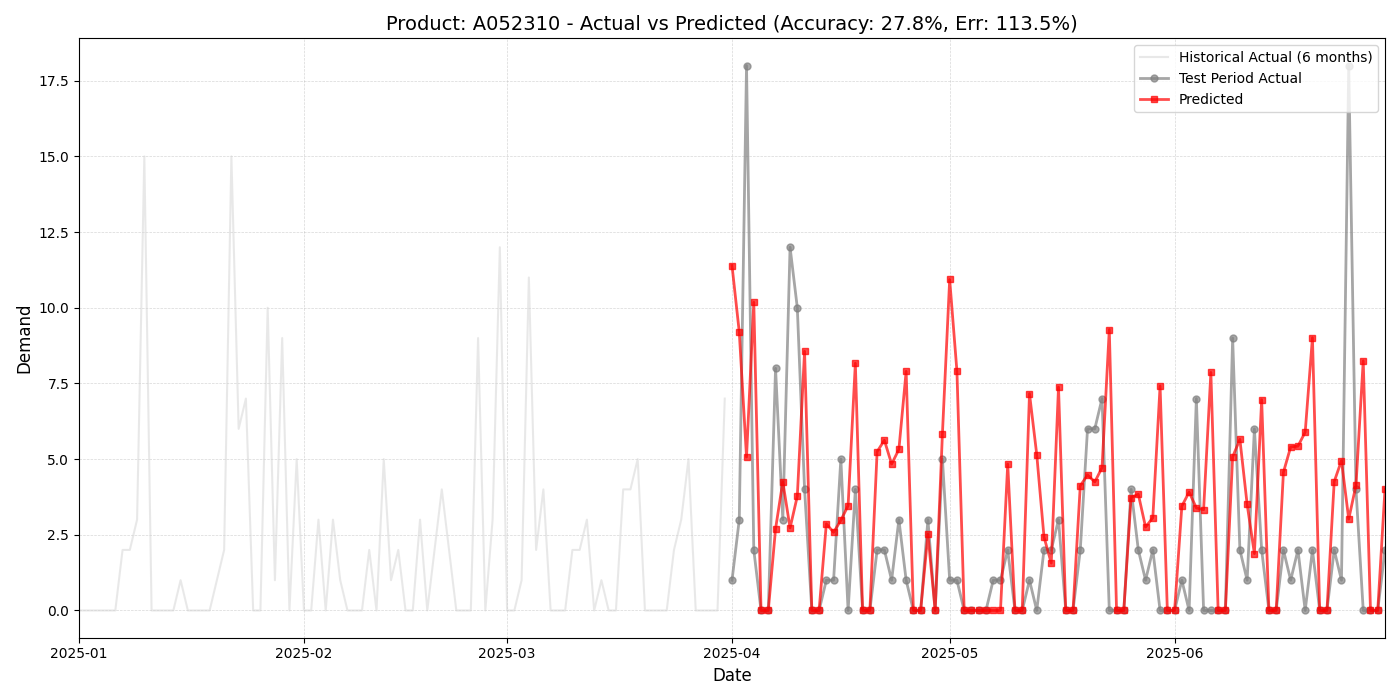 Product: A052310 - Actual vs Predicted (Accuracy: 27.8%, Err: 113.5%)
Historical Actual (6 months)
Test Period Actual
Predicted
17.5
15.0
12.5
10.0
7.5
5.0
2.5
0.0
Demand
2025-01
2025-02
2025-03
2025-04
2025-05
2025-06
Date